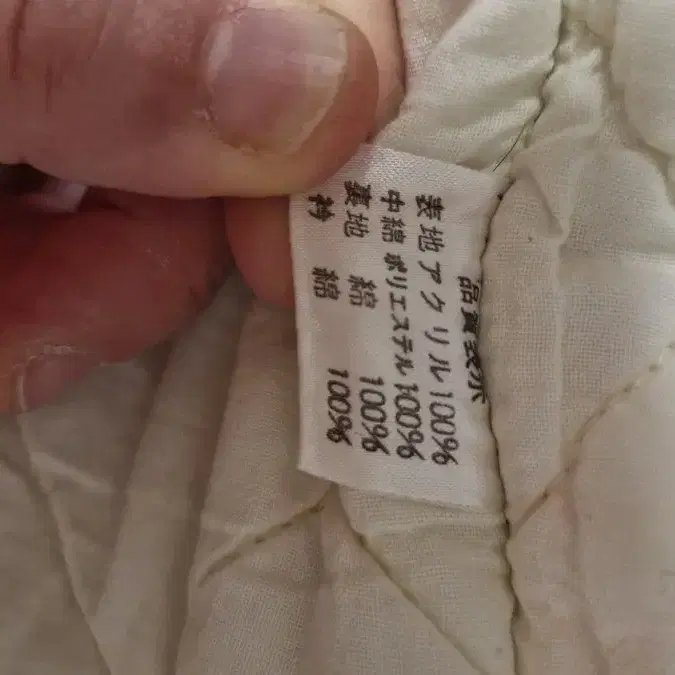 品質表示
表地 アクリル 100%
中綿 ポリエステル 100%
裏地 綿 100%
衿 綿 100%